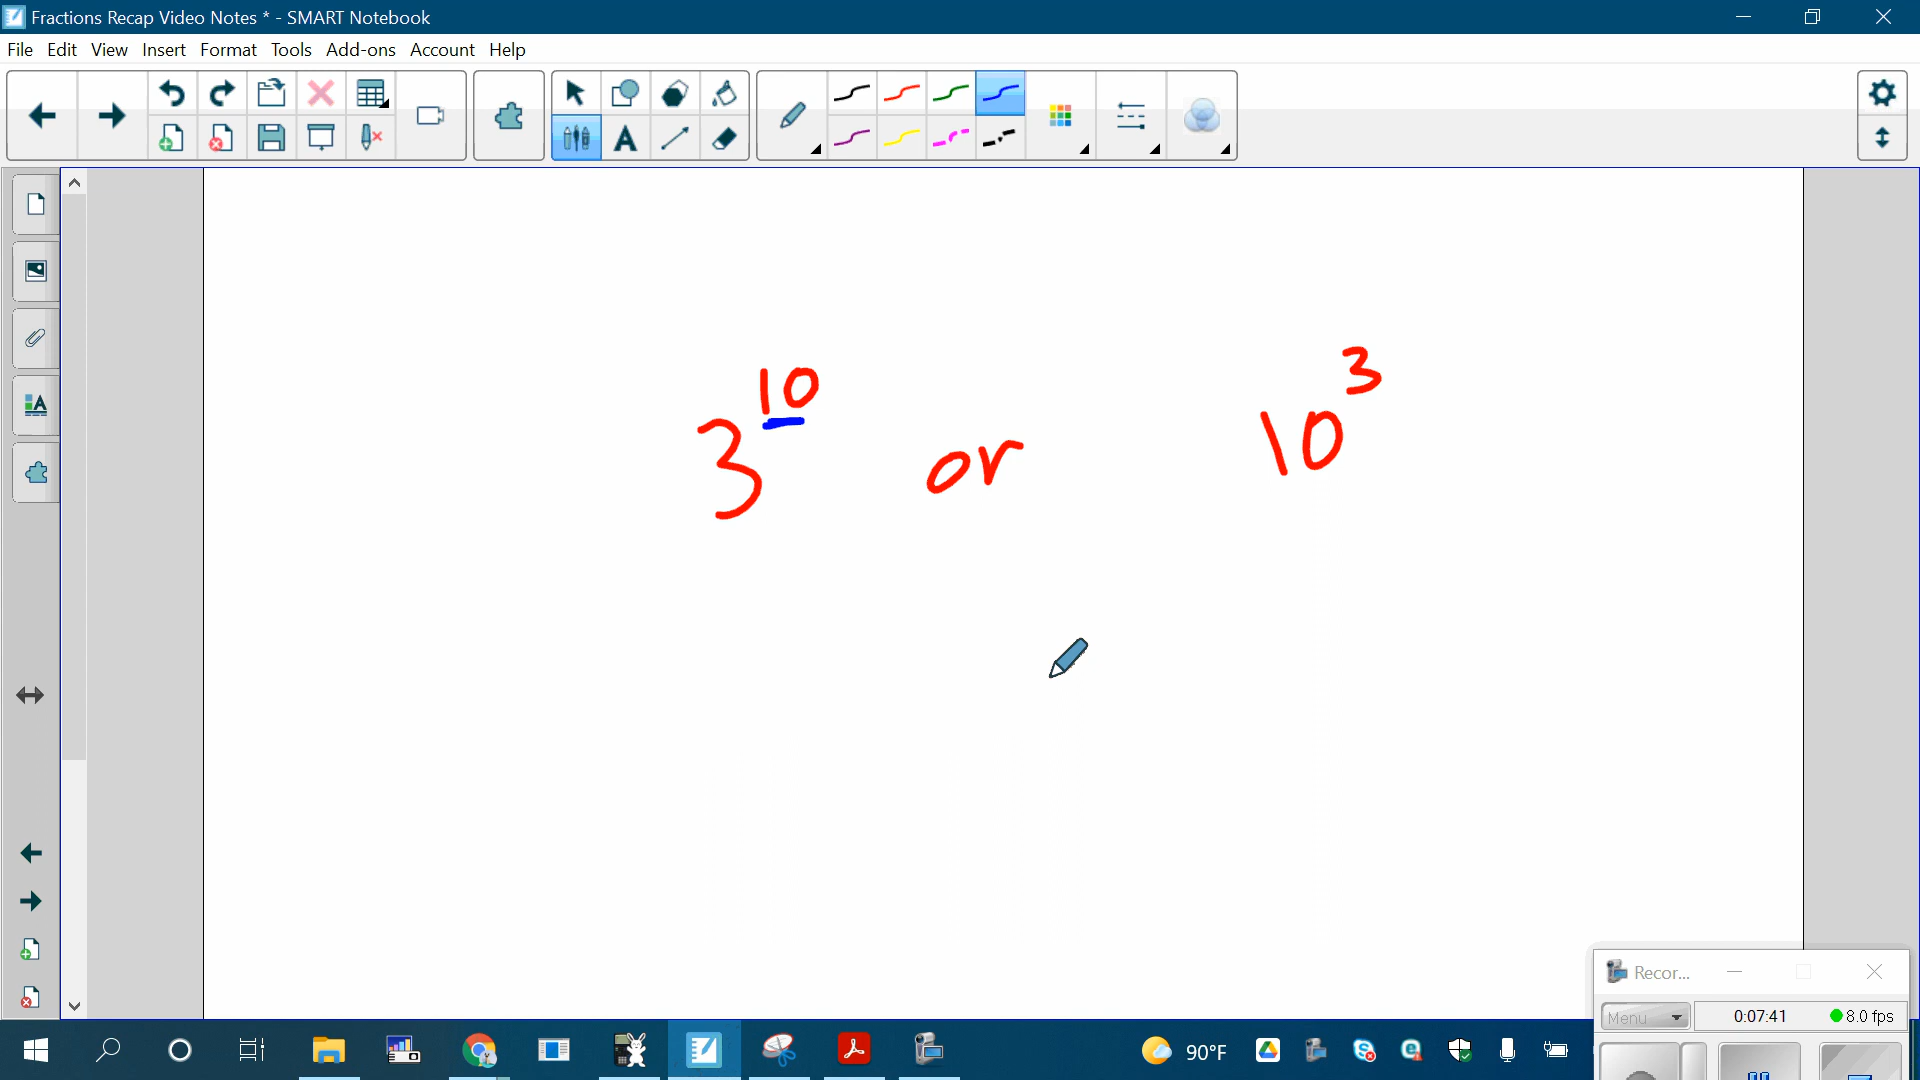 Fractions Recap Video Notes * - SMART Notebook
File Edit View Insert Format Tools Add-ons Account Help
3^10 or 10^3
Recor...
Menu 0:07:41 8.0 fps
90°F